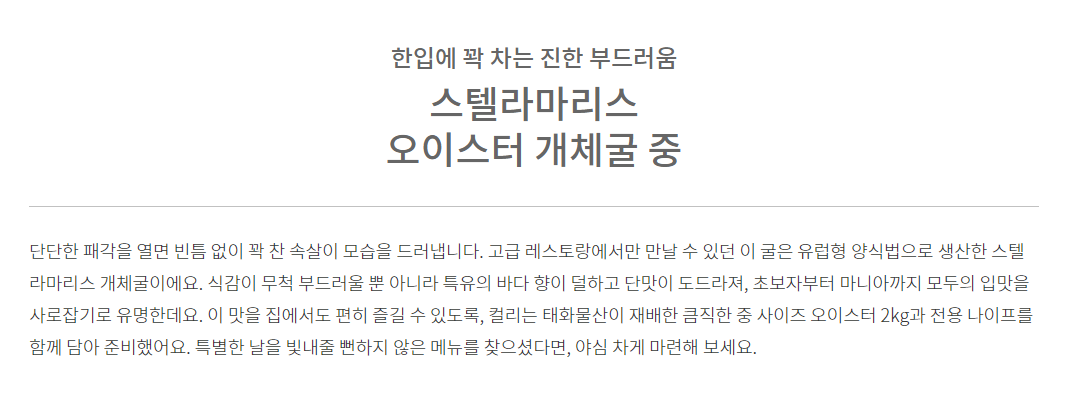 한입에 꽉 차는 진한 부드러움
스텔라마리스
오이스터 개체굴 중
단단한 패각을 열면 빈틈 없이 꽉 찬 속살이 모습을 드러냅니다. 고급 레스토랑에서만 만날 수 있던 이 굴은 유럽형 양식법으로 생산한 스텔
라마리스 개체굴이에요. 식감이 무척 부드러울 뿐 아니라 특유의 바다 향이 덜하고 단맛이 도드라져, 초보자부터 마니아까지 모두의 입맛을
사로잡기로 유명한데요. 이 맛을 집에서도 편히 즐길 수 있도록, 컬리는 태화물산이 재배한 큼직한 중 사이즈 오이스터 2kg과 전용 나이프를
함께 담아 준비했어요. 특별한 날을 빛내줄 뻔하지 않은 메뉴를 찾으셨다면, 야심 차게 마련해 보세요.